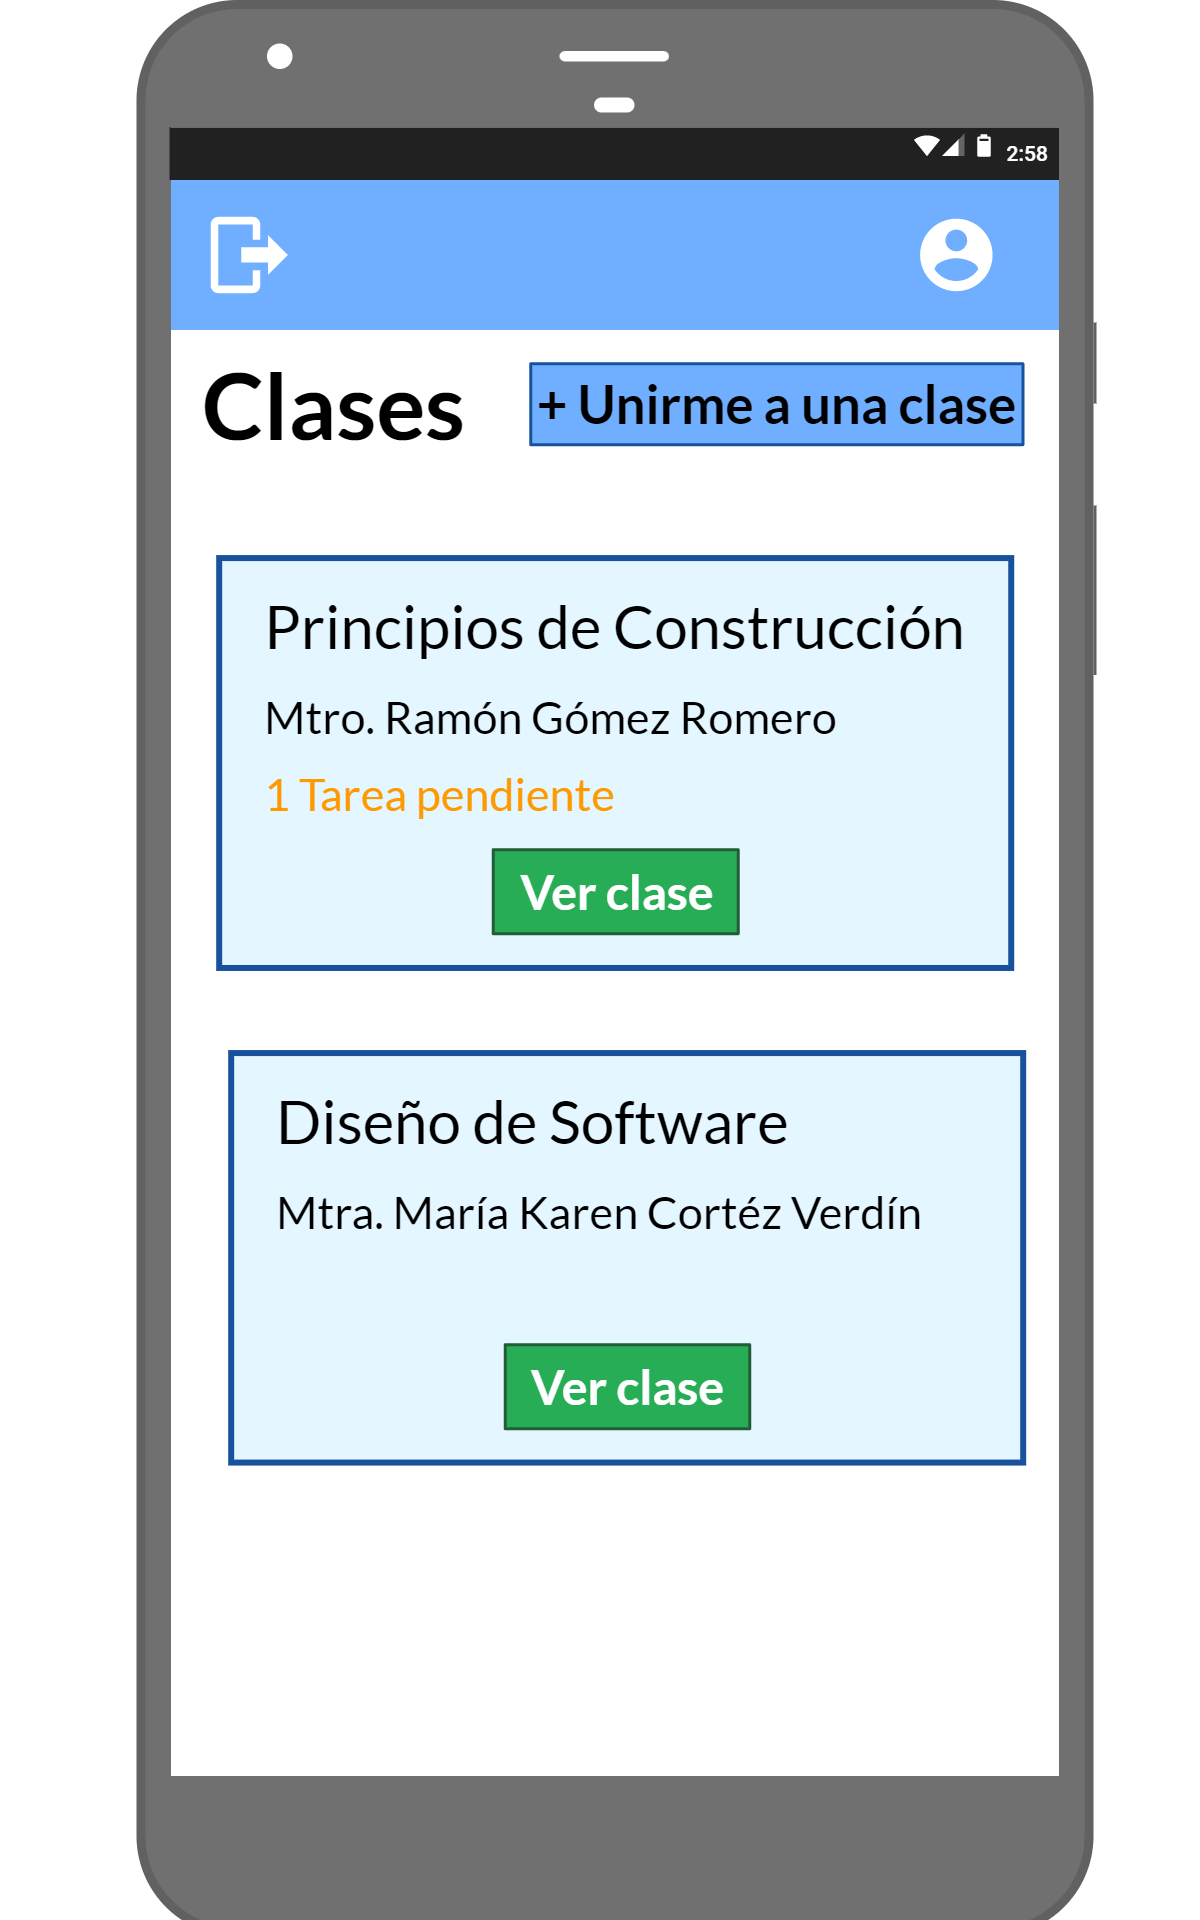 2:58
Clases
+ Unirme a una clase
Principios de Construcción
Mtro. Ramón Gómez Romero
1 Tarea pendiente
Ver clase
Diseño de Software
Mtra. María Karen Cortéz Verdín
Ver clase